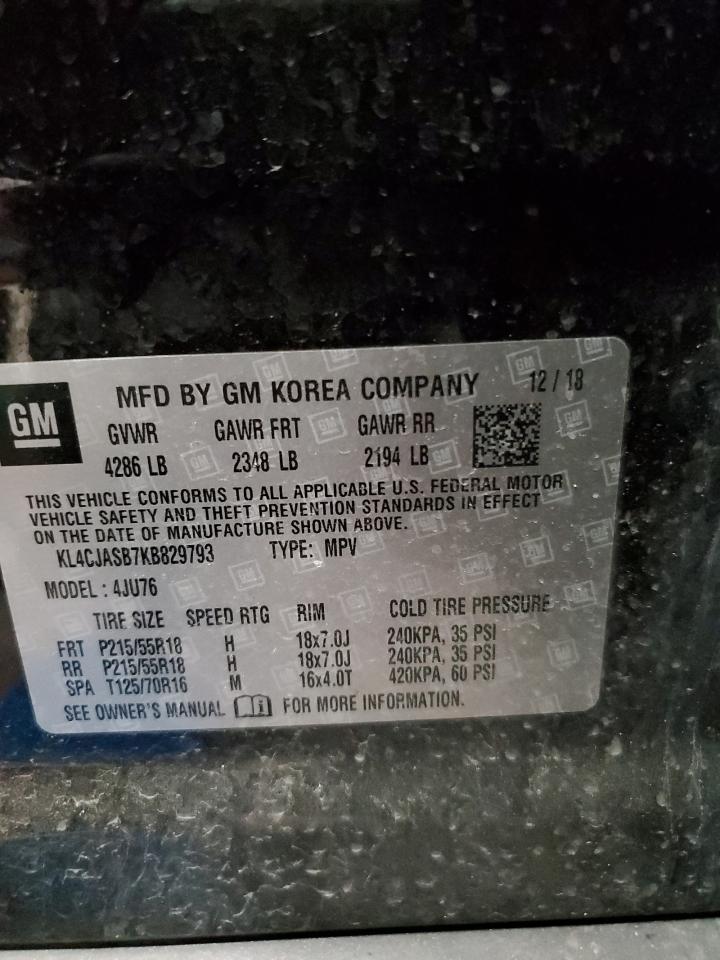 GM
MFD BY GM KOREA COMPANY 12 / 18
GVWR GAWR FRT GAWR RR
4286 LB 2348 LB 2194 LB
THIS VEHICLE CONFORMS TO ALL APPLICABLE U.S. FEDERAL MOTOR
VEHICLE SAFETY AND THEFT PREVENTION STANDARDS IN EFFECT
ON THE DATE OF MANUFACTURE SHOWN ABOVE.
KL4CJASB7KB829793 TYPE: MPV
MODEL : 4JU76
TIRE SIZE SPEED RTG RIM COLD TIRE PRESSURE
FRT P215/55R18 H 18x7.0J 240KPA, 35 PSI
RR P215/55R18 H 18x7.0J 240KPA, 35 PSI
SPA T125/70R16 M 16x4.0T 420KPA, 60 PSI
SEE OWNER'S MANUAL i FOR MORE INFORMATION.